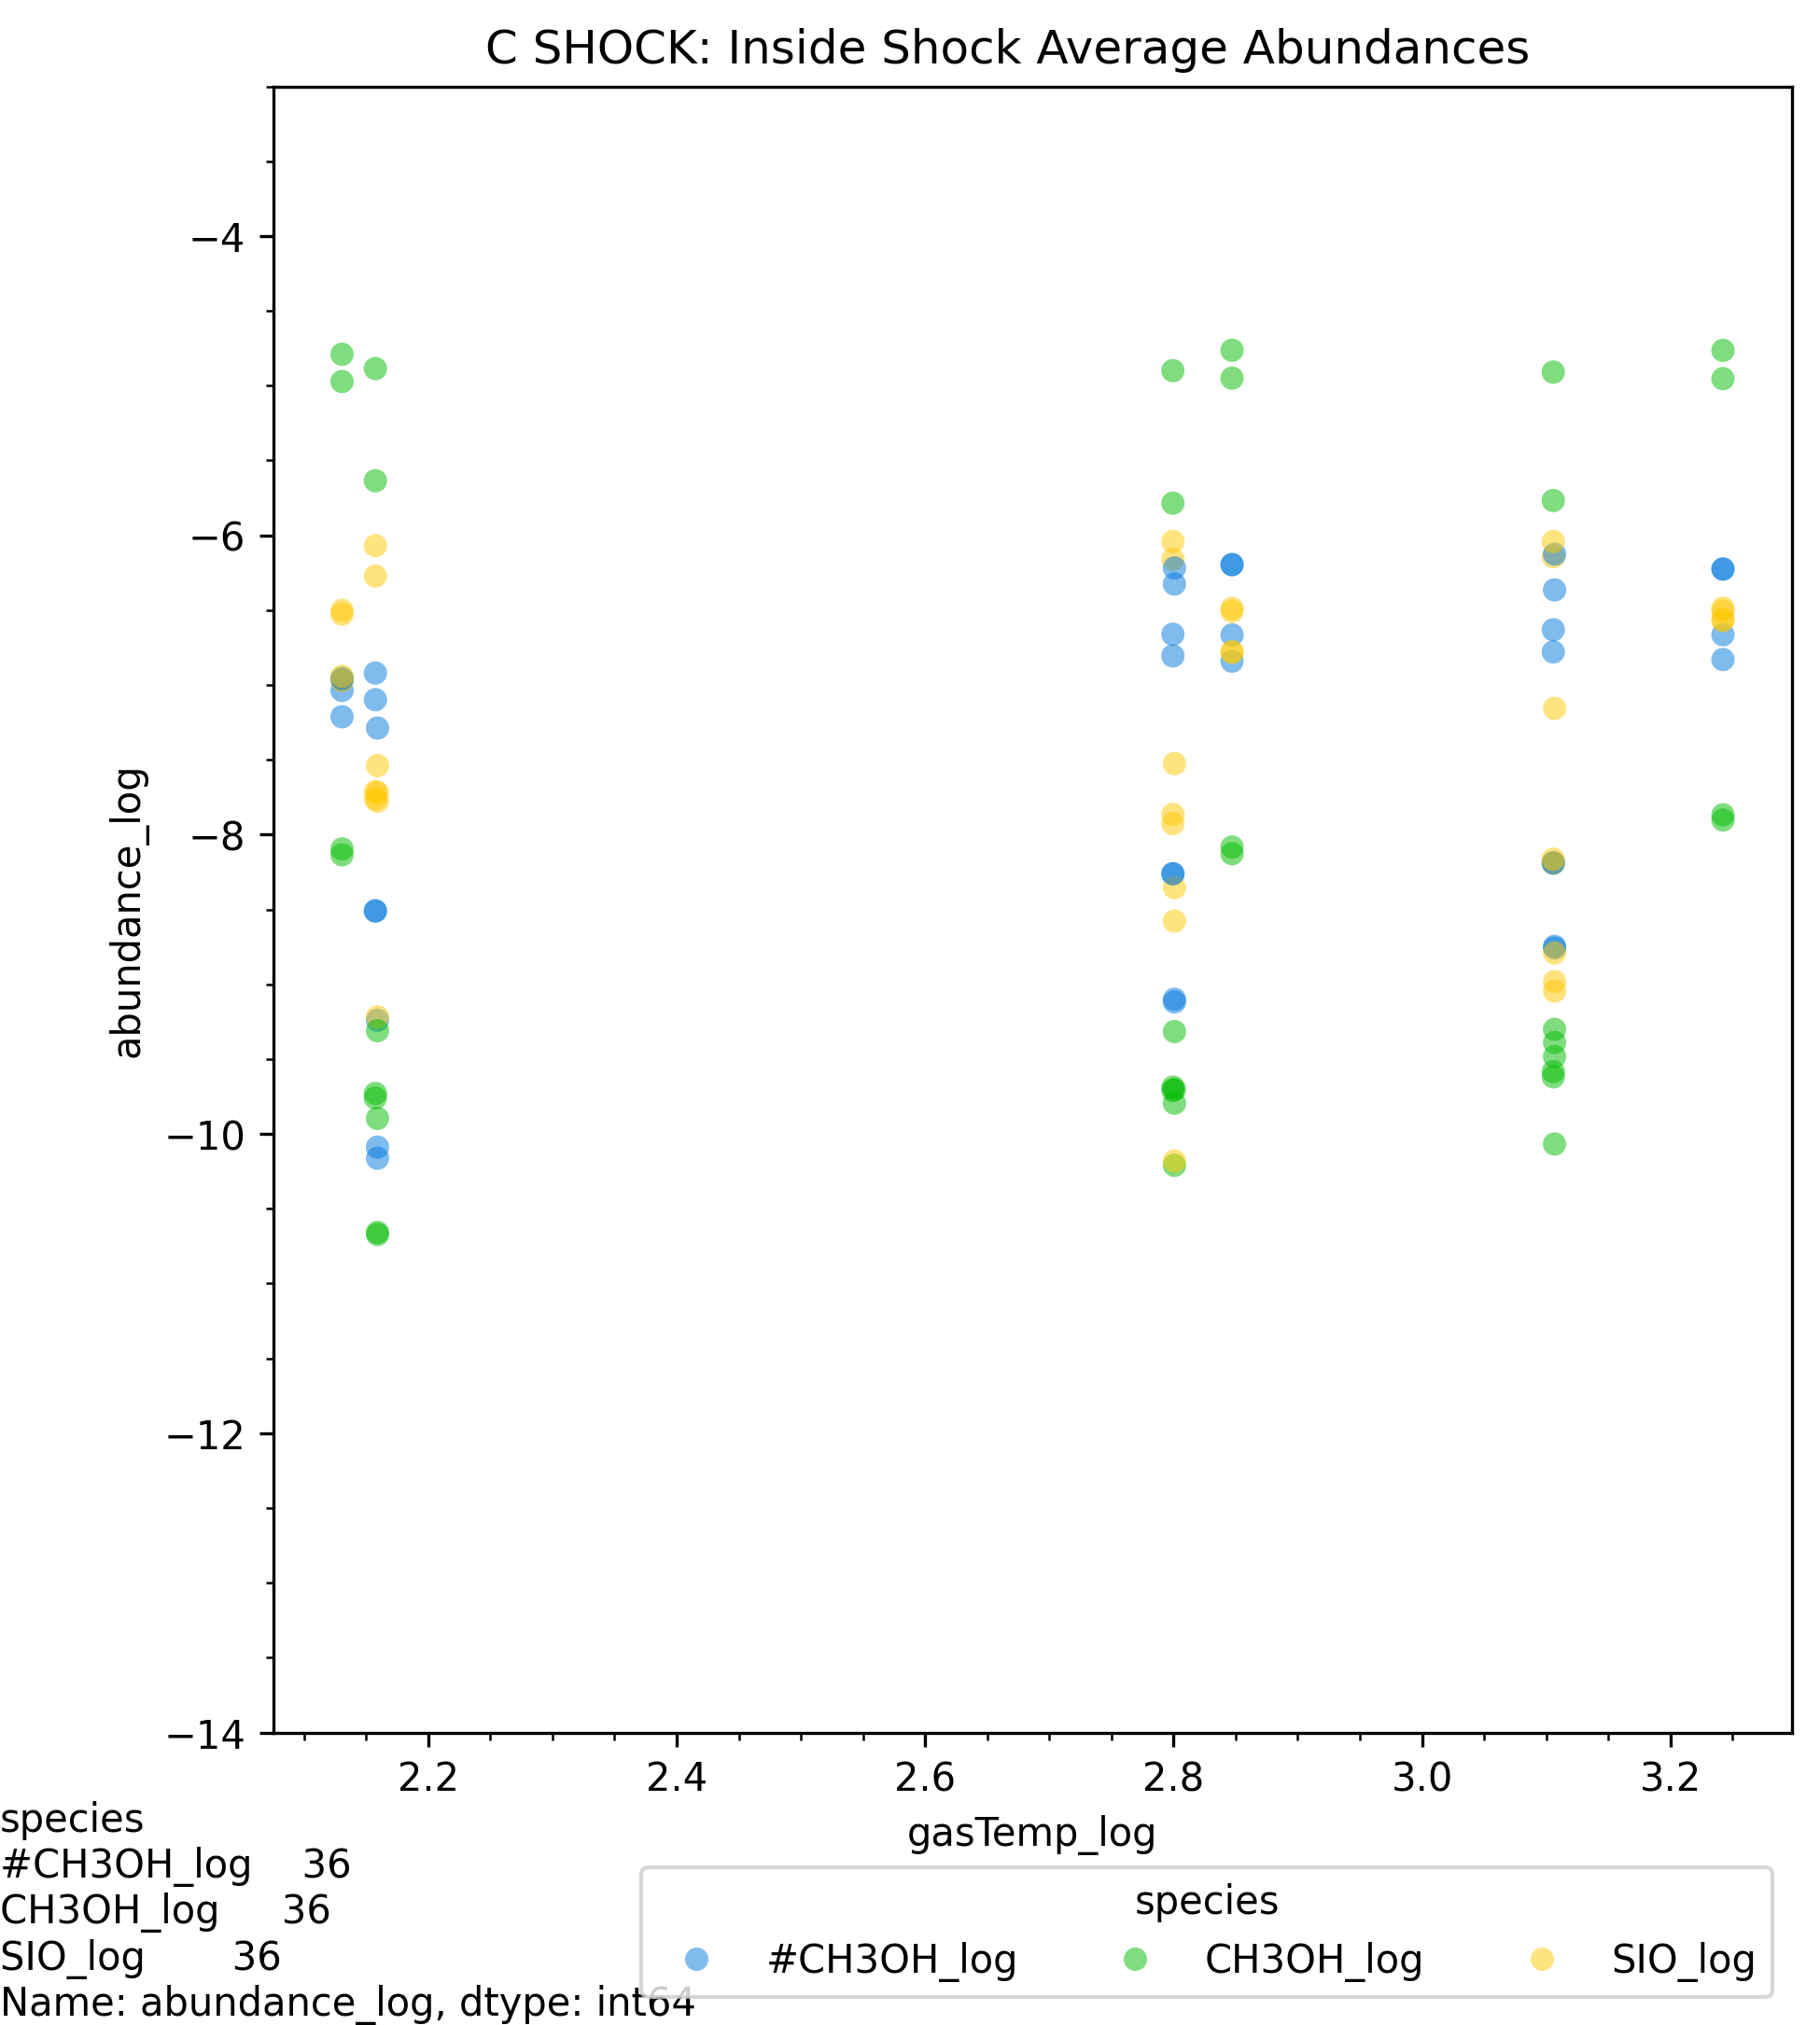 C SHOCK: Inside Shock Average Abundances
−4
−6
−8
−10
−12
−14
abundance_log
2.2 2.4 2.6 2.8 3.0 3.2
gasTemp_log
species
#CH3OH_log 36
CH3OH_log 36
SIO_log 36
Name: abundance_log, dtype: int64
species
#CH3OH_log CH3OH_log SIO_log